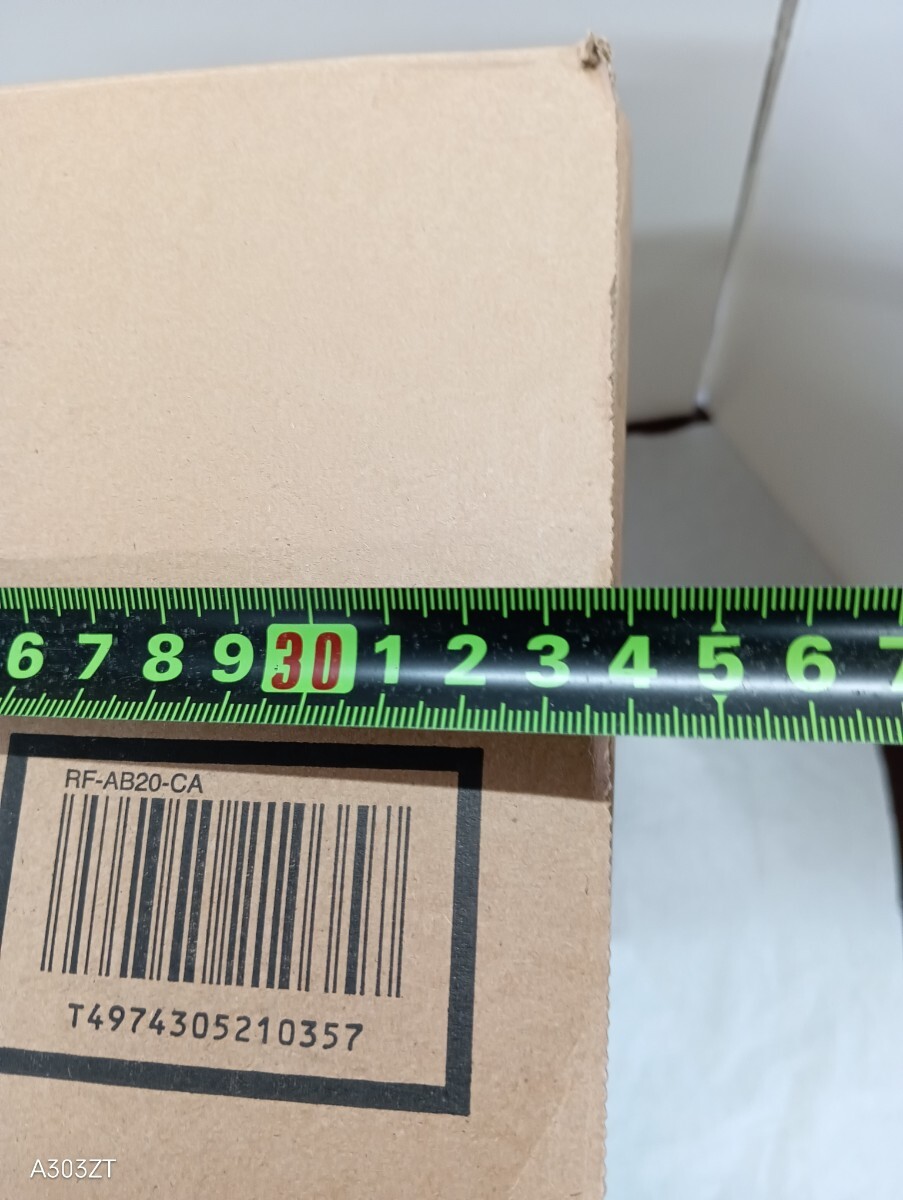 6 7 8 9 30 1 2 3 4 5 6 7
RF-AB20-CA
T4974305210357
A303ZT